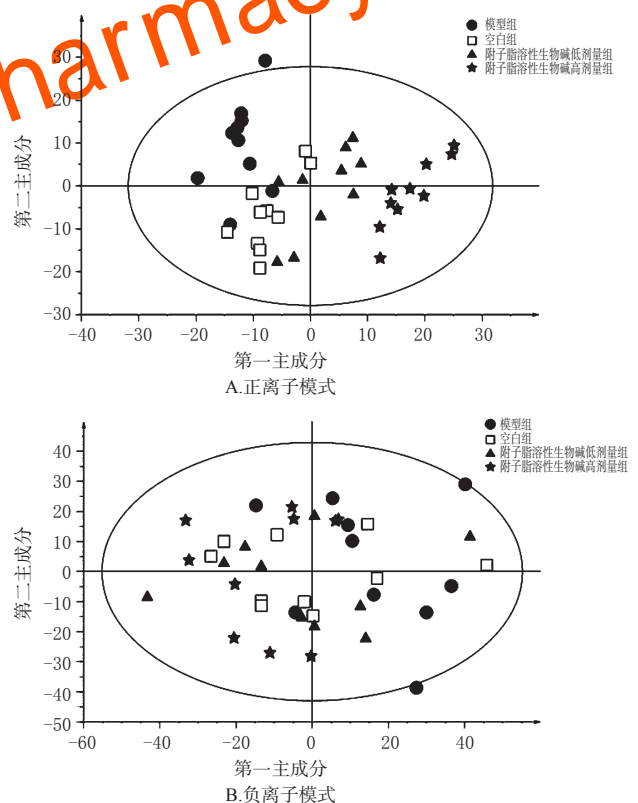 harmacy
模型组
空白组
附子脂溶性生物碱低剂量组
附子脂溶性生物碱高剂量组
30
20
10
0
−10
−20
−30
第二主成分
−40 −30 −20 −10 0 10 20 30
第一主成分
A.正离子模式
模型组
空白组
附子脂溶性生物碱低剂量组
附子脂溶性生物碱高剂量组
40
30
20
10
0
−10
−20
−30
−40
−50
第二主成分
−60 −40 −20 0 20 40
第一主成分
B.负离子模式